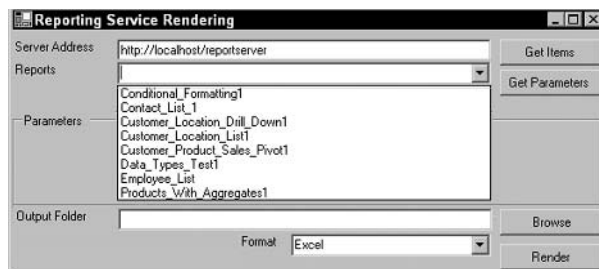 Reporting Service Rendering
Server Address http://localhost/reportserver Get Items
Reports Get Parameters
Conditional_Formatting1
Contact_List_1
Customer_Location_Drill_Down1
Customer_Location_List1
Customer_Product_Sales_Pivot1
Data_Types_Test1
Employee_List
Products_With_Aggregates1
Parameters
Output Folder Browse
Format Excel Render